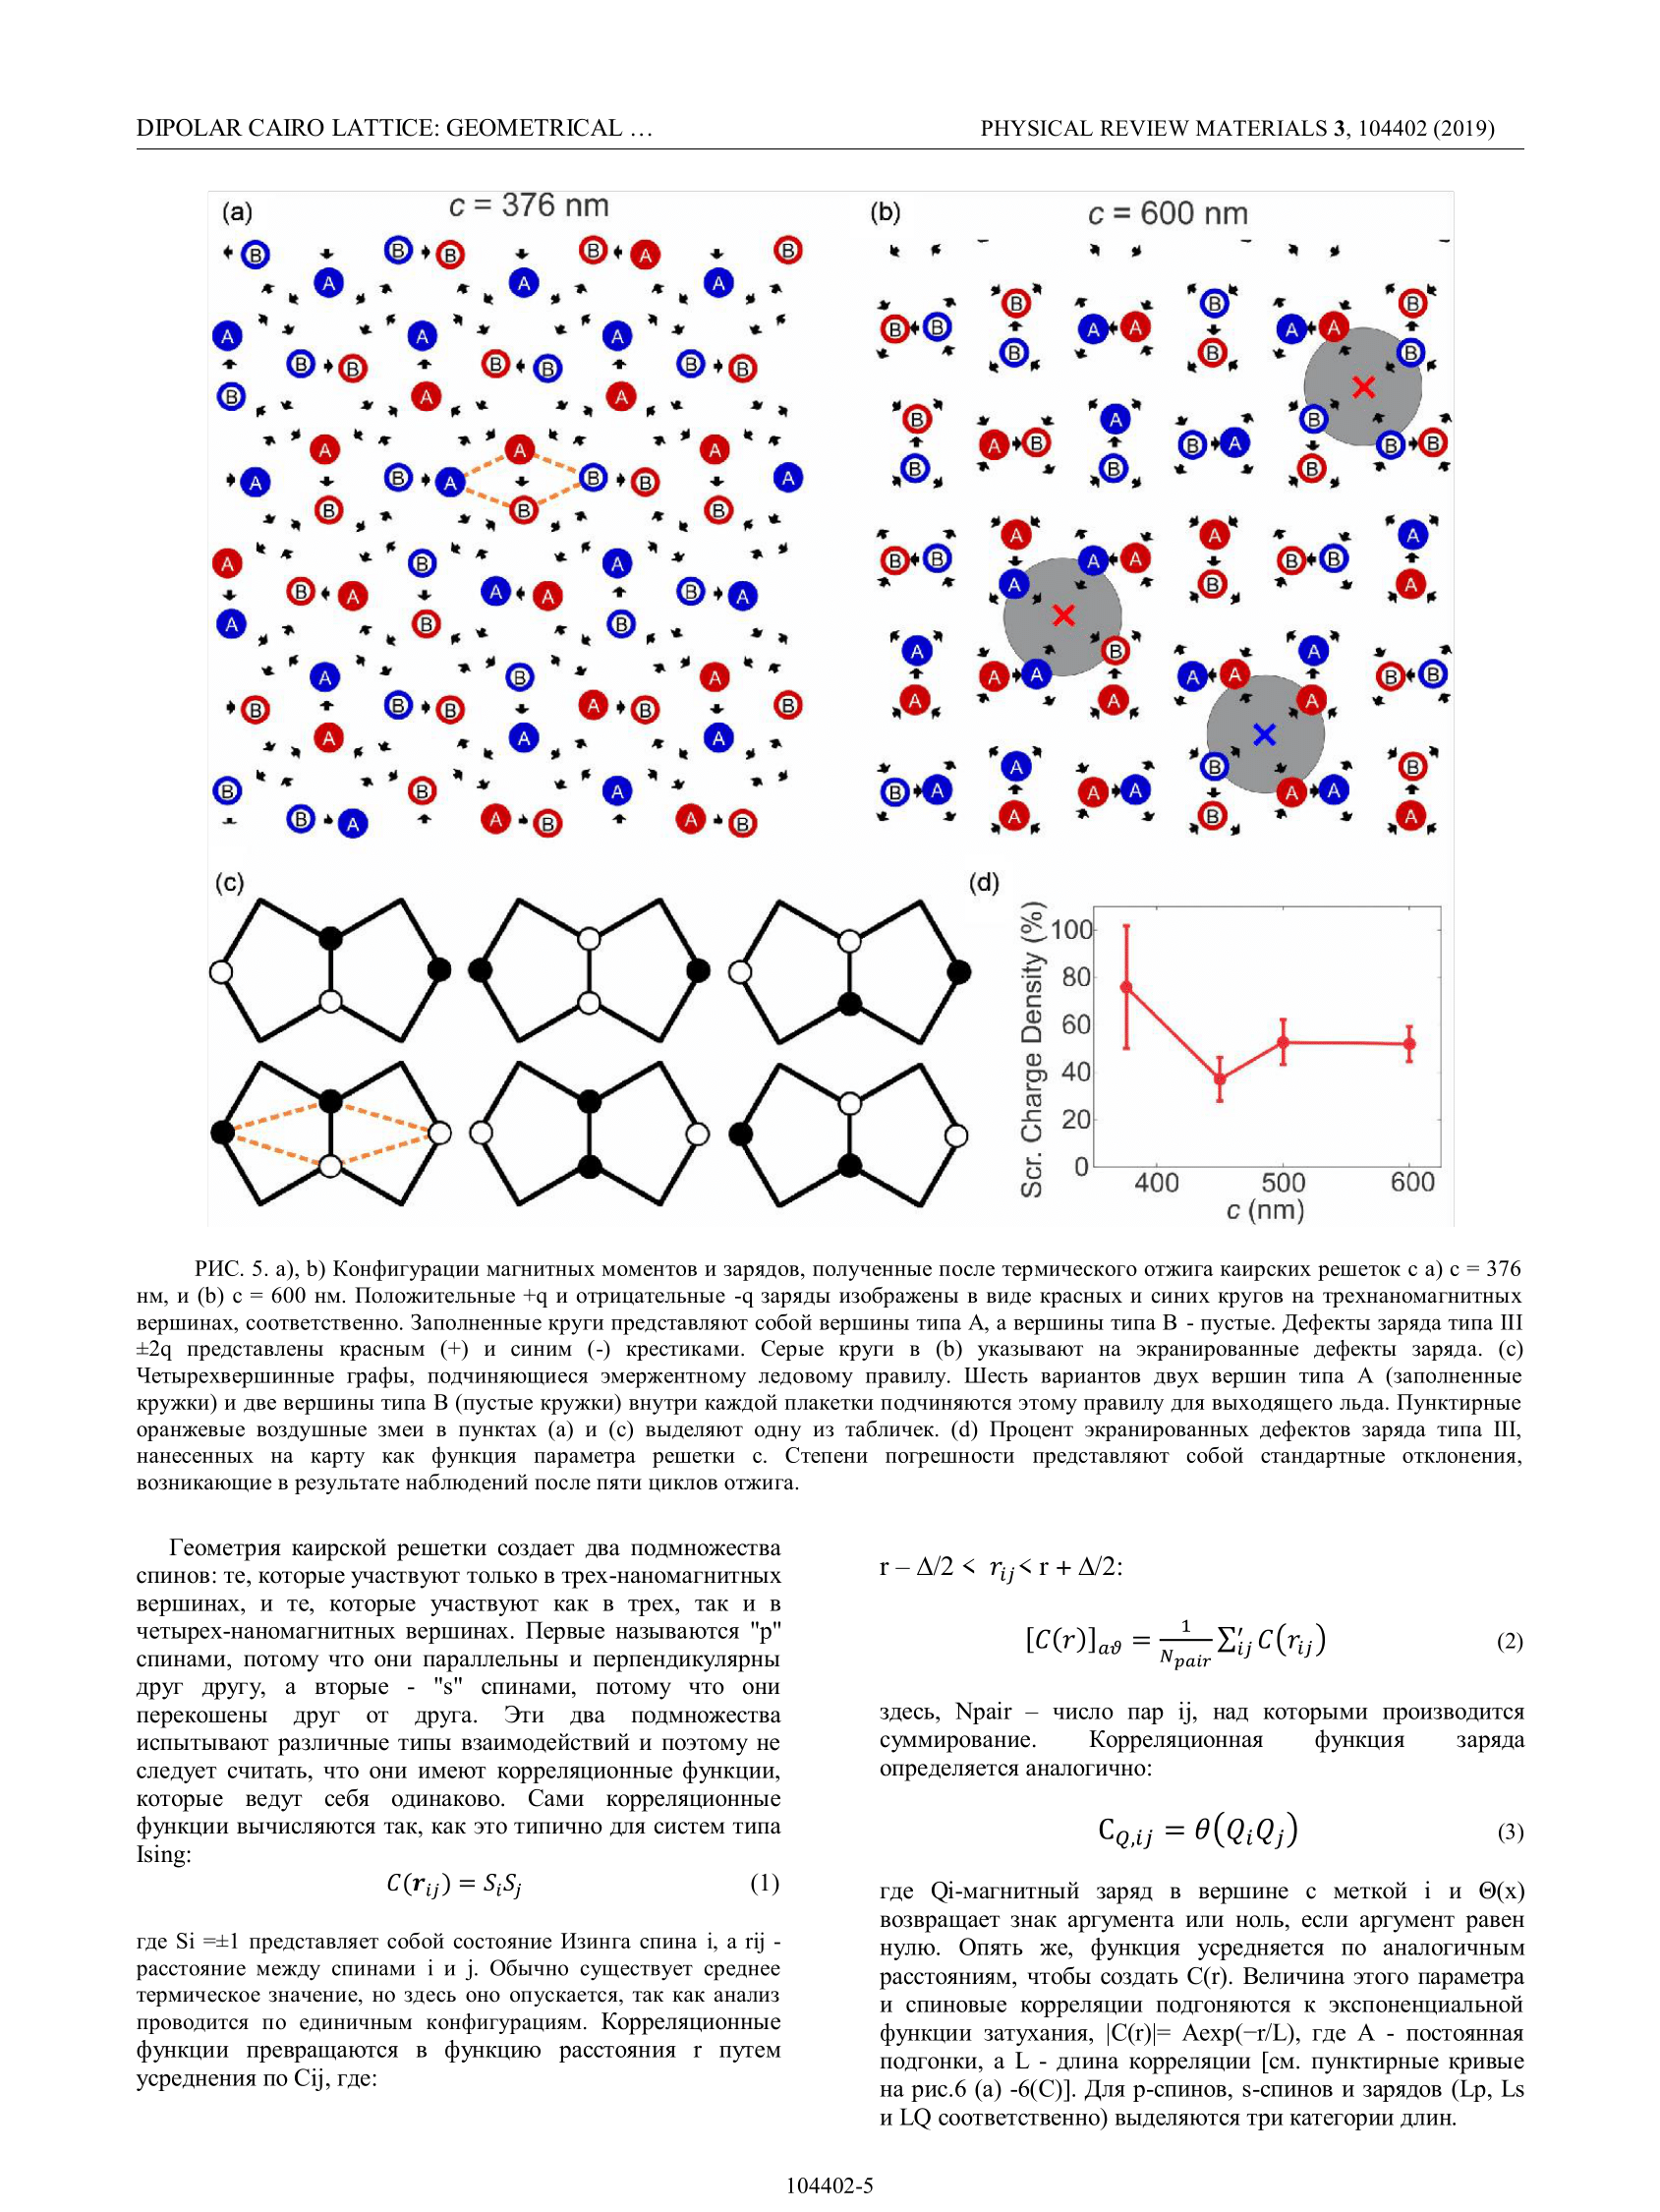 DIPOLAR CAIRO LATTICE: GEOMETRICAL …
PHYSICAL REVIEW MATERIALS 3, 104402 (2019)
(a)
c = 376 nm
(b)
c = 600 nm
(c)
(d)
Scr. Charge Density (%)
100
80
60
40
20
0
400
500
600
c (nm)
РИС. 5. a), b) Конфигурации магнитных моментов и зарядов, полученные после термического отжига каирских решеток с a) c = 376
нм, и (b) c = 600 нм. Положительные +q и отрицательные -q заряды изображены в виде красных и синих кругов на трехнаномагнитных
вершинах, соответственно. Заполненные круги представляют собой вершины типа А, а вершины типа В - пустые. Дефекты заряда типа III
±2q представлены красным (+) и синим (-) крестиками. Серые круги в (b) указывают на экранированные дефекты заряда. (c)
Четырехвершинные графы, подчиняющиеся эмержентному ледовому правилу. Шесть вариантов двух вершин типа А (заполненные
кружки) и две вершины типа В (пустые кружки) внутри каждой плакетки подчиняются этому правилу для выходящего льда. Пунктирные
оранжевые воздушные змеи в пунктах (a) и (c) выделяют одну из табличек. (d) Процент экранированных дефектов заряда типа III,
нанесенных на карту как функция параметра решетки c. Степени погрешности представляют собой стандартные отклонения,
возникающие в результате наблюдений после пяти циклов отжига.
Геометрия каирской решетки создает два подмножества
спинов: те, которые участвуют только в трех-наномагнитных
вершинах, и те, которые участвуют как в трех, так и в
четырех-наномагнитных вершинах. Первые называются "p"
спинами, потому что они параллельны и перпендикулярны
друг другу, а вторые - "s" спинами, потому что они
перекошены друг от друга. Эти два подмножества
испытывают различные типы взаимодействий и поэтому не
следует считать, что они имеют корреляционные функции,
которые ведут себя одинаково. Сами корреляционные
функции вычисляются так, как это типично для систем типа
Ising:
C(r_{ij}) = S_iS_j (1)
где Si =±1 представляет собой состояние Изинга спина i, а rij -
расстояние между спинами i и j. Обычно существует среднее
термическое значение, но здесь оно опускается, так как анализ
проводится по единичным конфигурациям. Корреляционные
функции превращаются в функцию расстояния r путем
усреднения по Cij, где:
r – Δ/2 < r_{ij} < r + Δ/2:
[C(r)]_{aϑ} = \frac{1}{N_{pair}} ∑′_{ij} C(r_{ij}) (2)
здесь, Npair – число пар ij, над которыми производится
суммирование. Корреляционная функция заряда
определяется аналогично:
C_{Q,ij} = θ(Q_iQ_j) (3)
где Qi-магнитный заряд в вершине с меткой i и Θ(x)
возвращает знак аргумента или ноль, если аргумент равен
нулю. Опять же, функция усредняется по аналогичным
расстояниям, чтобы создать C(r). Величина этого параметра
и спиновые корреляции подгоняются к экспоненциальной
функции затухания, |C(r)|= Aexp(−r/L), где A - постоянная
подгонки, а L - длина корреляции [см. пунктирные кривые
на рис.6 (a) -6(C)]. Для p-спинов, s-спинов и зарядов (Lp, Ls
и LQ соответственно) выделяются три категории длин.
104402-5